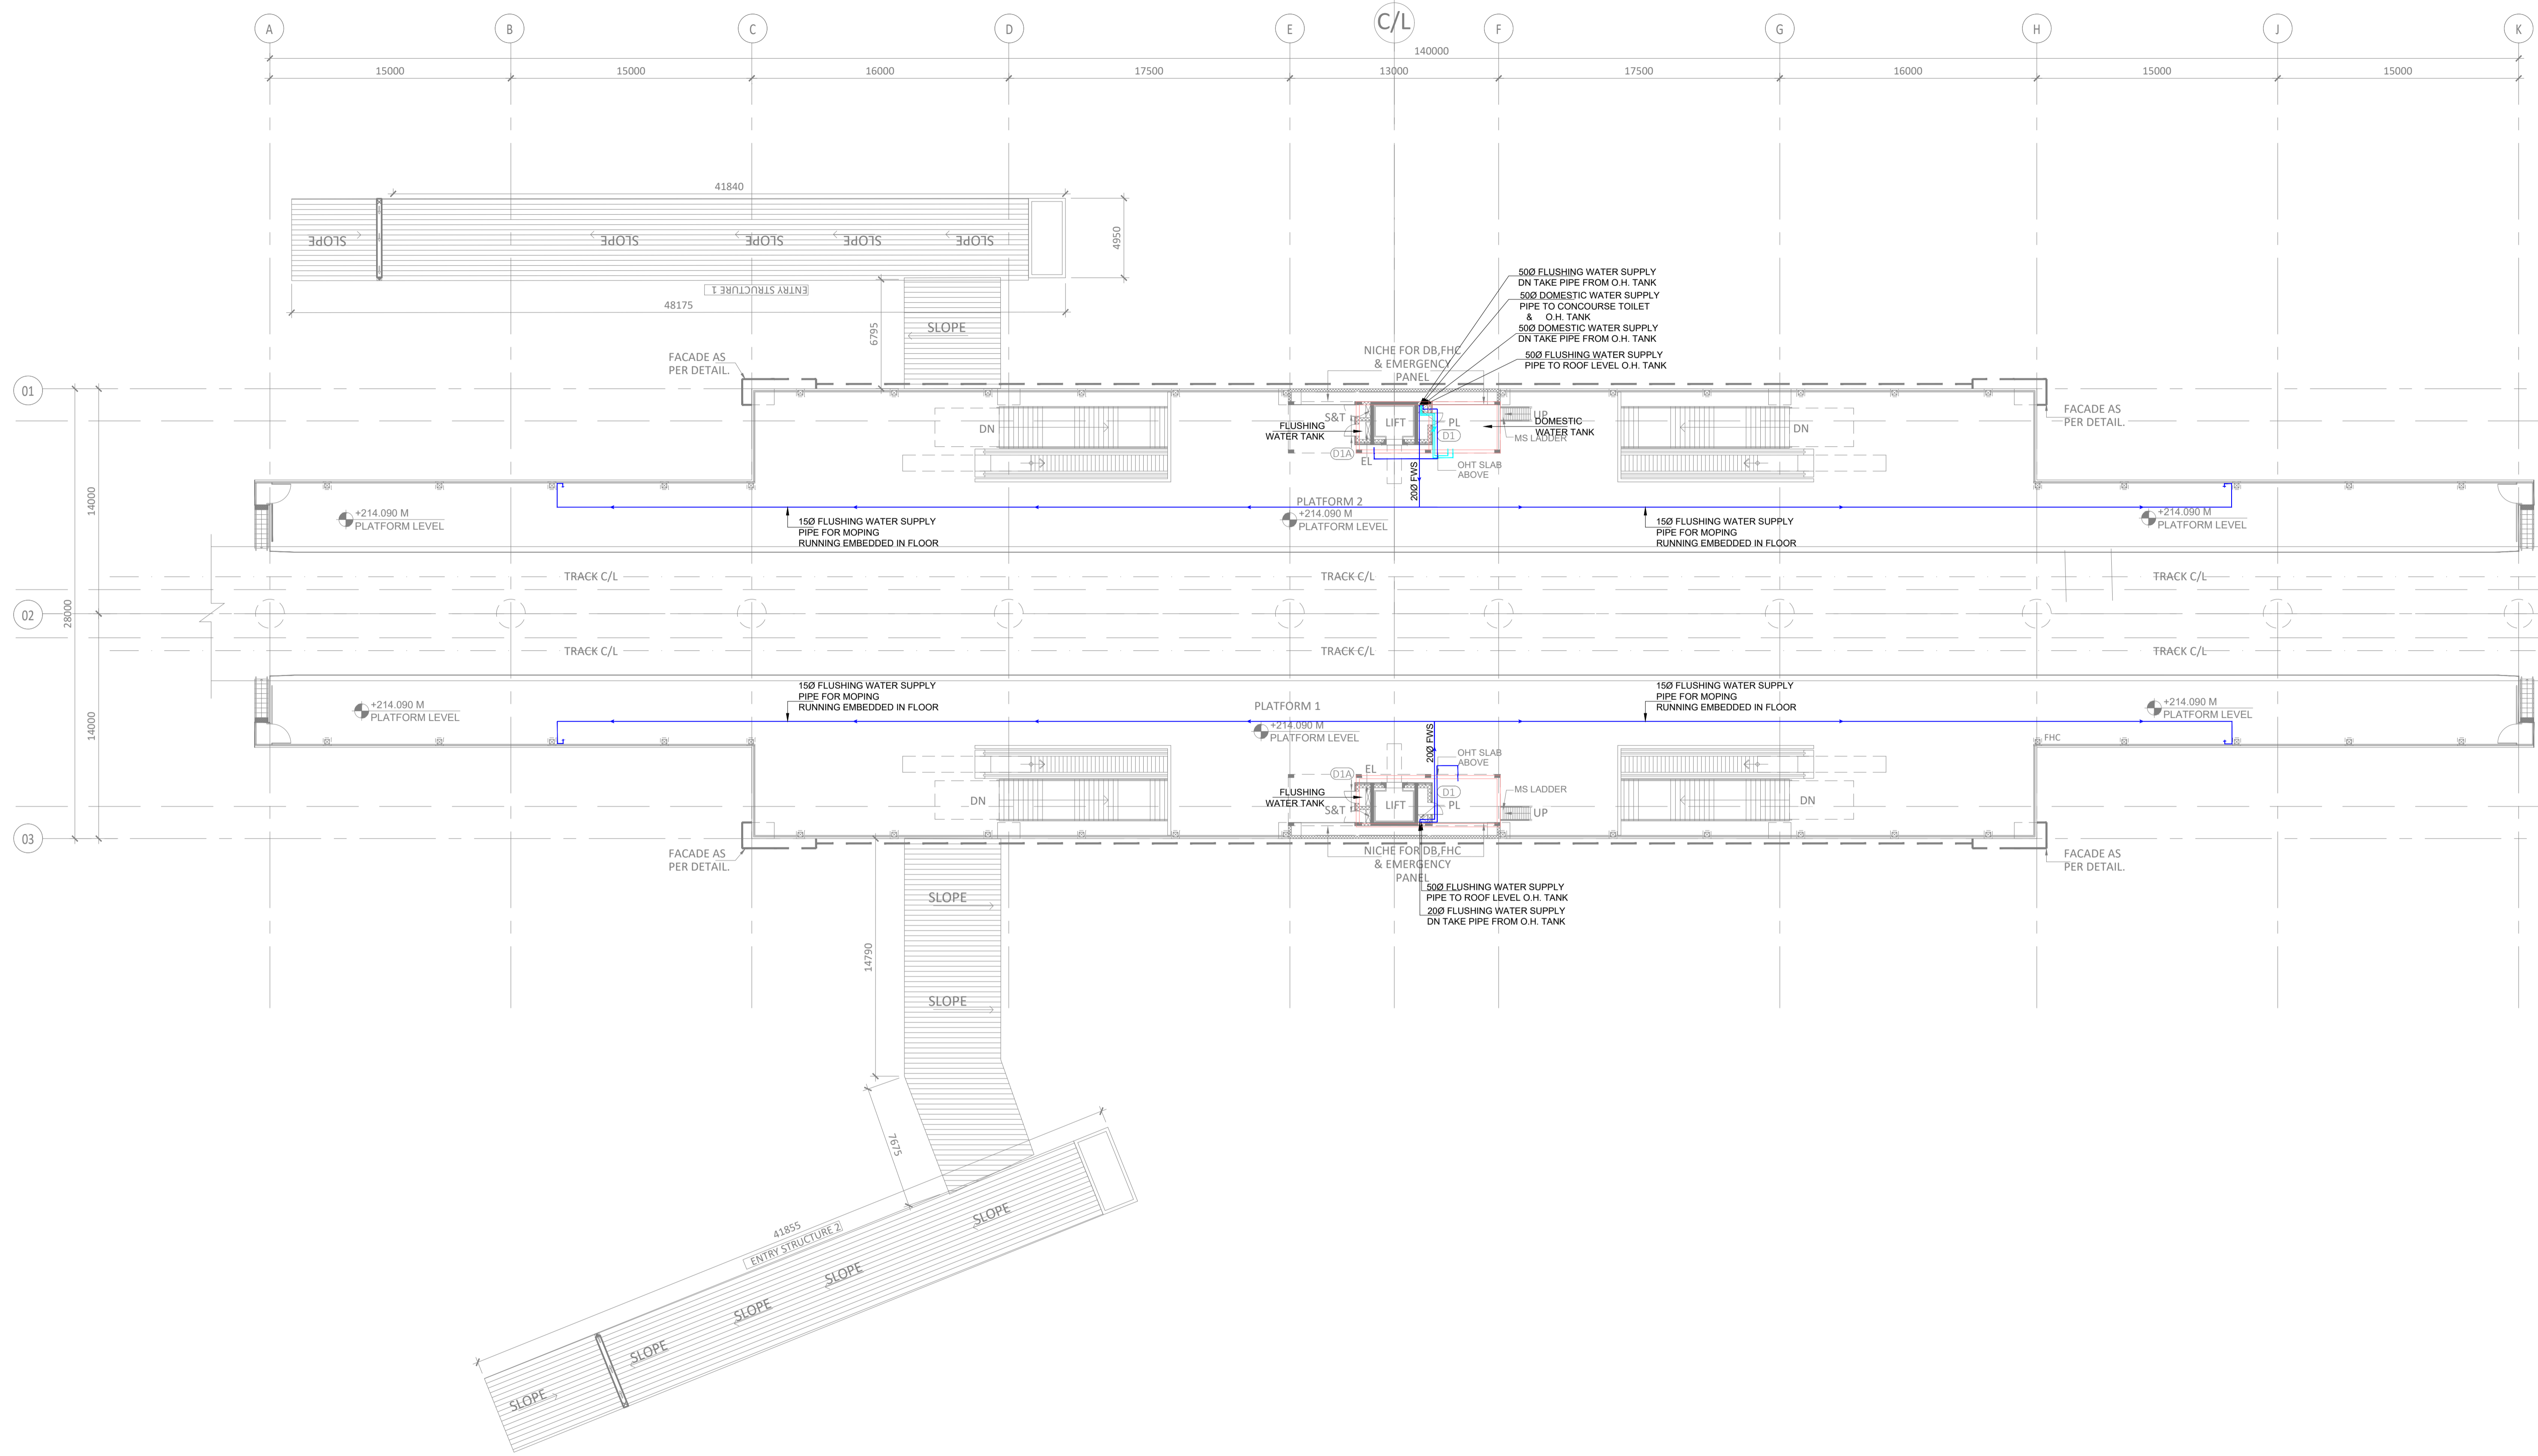 A
B
C
D
E
C/L
F
G
H
J
K
140000
15000
15000
16000
17500
13000
17500
16000
15000
15000
41840
SLOPE
SLOPE
SLOPE
SLOPE
SLOPE
4950
ENTRY STRUCTURE 1
48175
6795
SLOPE
50Ø FLUSHING WATER SUPPLY
DN TAKE PIPE FROM O.H. TANK
50Ø DOMESTIC WATER SUPPLY
PIPE TO CONCOURSE TOILET
& O.H. TANK
50Ø DOMESTIC WATER SUPPLY
DN TAKE PIPE FROM O.H. TANK
50Ø FLUSHING WATER SUPPLY
PIPE TO ROOF LEVEL O.H. TANK
FACADE AS
PER DETAIL.
NICHE FOR DB,FHC
& EMERGENCY
PANEL
01
FACADE AS
PER DETAIL.
DN
S&T
FLUSHING
WATER TANK
LIFT
PL
D1
UP
DOMESTIC
WATER TANK
MS LADDER
DN
D1A
EL
OHT SLAB
ABOVE
20Ø FWS
14000
PLATFORM 2
+214.090 M
PLATFORM LEVEL
+214.090 M
PLATFORM LEVEL
+214.090 M
PLATFORM LEVEL
15Ø FLUSHING WATER SUPPLY
PIPE FOR MOPING
RUNNING EMBEDDED IN FLOOR
15Ø FLUSHING WATER SUPPLY
PIPE FOR MOPING
RUNNING EMBEDDED IN FLOOR
TRACK C/L
TRACK C/L
TRACK C/L
02
28000
TRACK C/L
TRACK C/L
TRACK C/L
15Ø FLUSHING WATER SUPPLY
PIPE FOR MOPING
RUNNING EMBEDDED IN FLOOR
15Ø FLUSHING WATER SUPPLY
PIPE FOR MOPING
RUNNING EMBEDDED IN FLOOR
+214.090 M
PLATFORM LEVEL
PLATFORM 1
+214.090 M
PLATFORM LEVEL
+214.090 M
PLATFORM LEVEL
14000
20Ø FWS
FHC
OHT SLAB
ABOVE
D1A
EL
FLUSHING
WATER TANK
S&T
LIFT
D1
PL
MS LADDER
UP
DN
DN
03
FACADE AS
PER DETAIL.
NICHE FOR DB,FHC
& EMERGENCY
PANEL
FACADE AS
PER DETAIL.
50Ø FLUSHING WATER SUPPLY
PIPE TO ROOF LEVEL O.H. TANK
20Ø FLUSHING WATER SUPPLY
DN TAKE PIPE FROM O.H. TANK
SLOPE
14790
SLOPE
7675
41855
ENTRY STRUCTURE 2
SLOPE
SLOPE
SLOPE
SLOPE
SLOPE